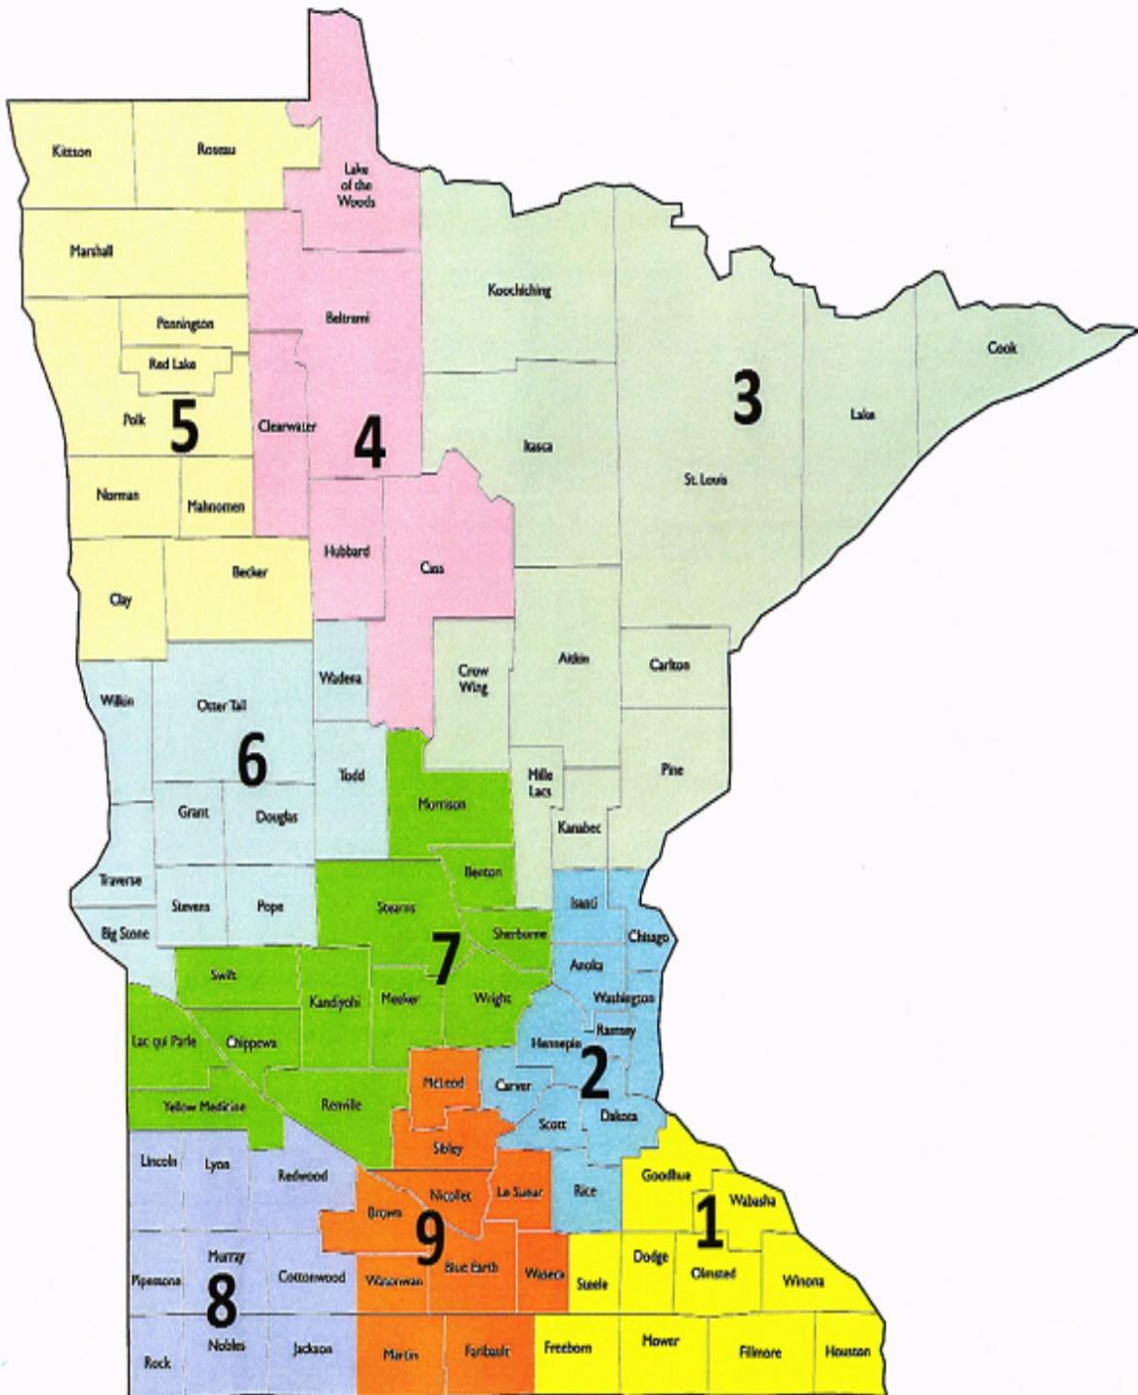 Kittson
Roseau
Lake
of the
Woods
Marshall
Koochiching
Beltrami
Pennington
Cook
Red Lake
3
Polk
5
Clearwater
4
Lake
Itasca
St. Louis
Norman
Mahnomen
Hubbard
Cass
Becker
Clay
Aitkin
Carlton
Crow
Wing
Wadena
Wilkin
Otter Tail
6
Todd
Mille
Lacs
Pine
Morrison
Grant
Douglas
Kanabec
Benton
Traverse
Stevens
Pope
Stearns
Isanti
Big Stone
Sherburne
Chisago
7
Anoka
Swift
Kandiyohi
Meeker
Wright
Washington
Ramsey
Lac qui Parle
Chippewa
Hennepin
2
McLeod
Carver
Yellow Medicine
Renville
Scott
Dakota
Sibley
Lincoln
Lyon
Redwood
Goodhue
Nicollet
Le Sueur
Rice
Wabasha
Brown
9
1
Murray
Dodge
Pipestone
Cottonwood
Watonwan
Blue Earth
Waseca
Steele
Olmsted
Winona
8
Rock
Nobles
Jackson
Martin
Faribault
Freeborn
Mower
Fillmore
Houston